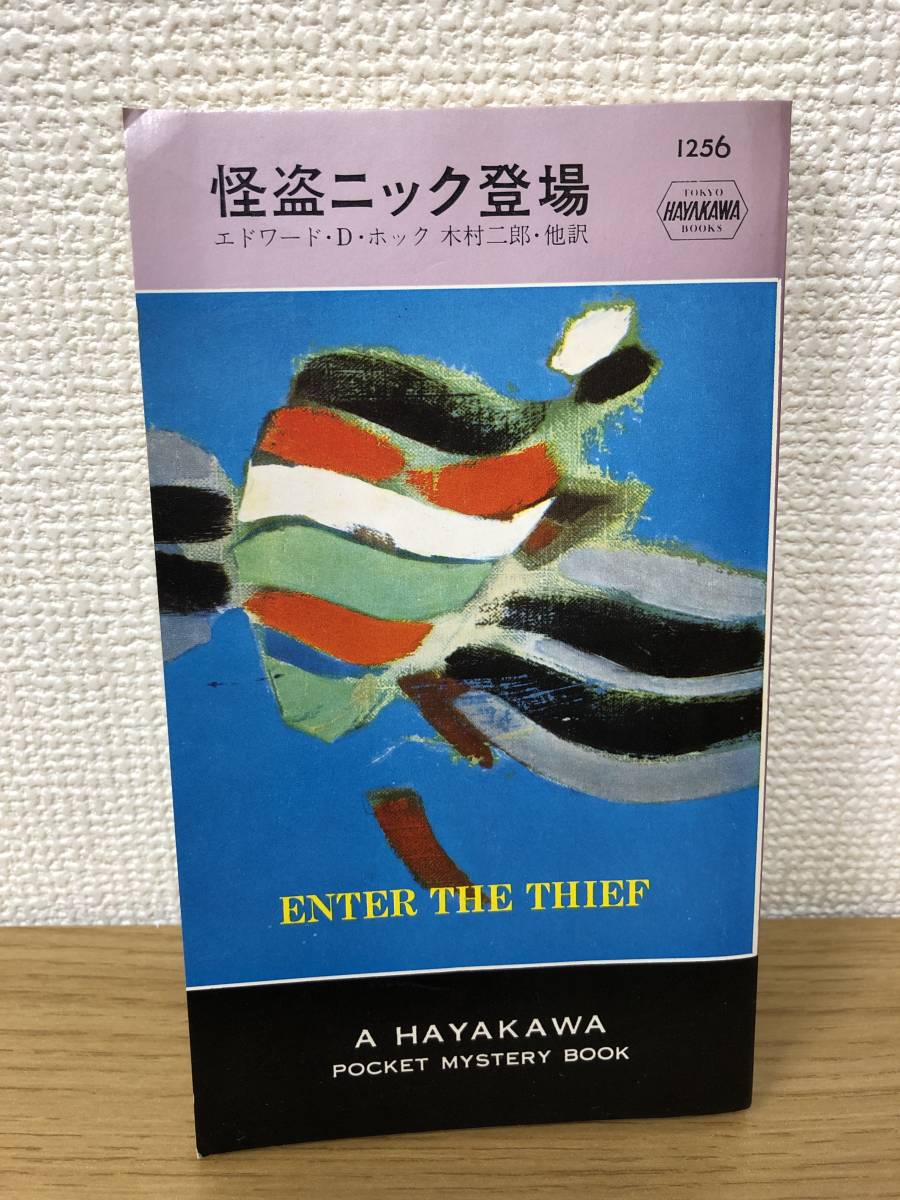 1256
怪盗ニック登場
TOKYO
HAYAKAWA
BOOKS
エドワード・D・ホック 木村二郎・他訳
ENTER THE THIEF
A HAYAKAWA
POCKET MYSTERY BOOK